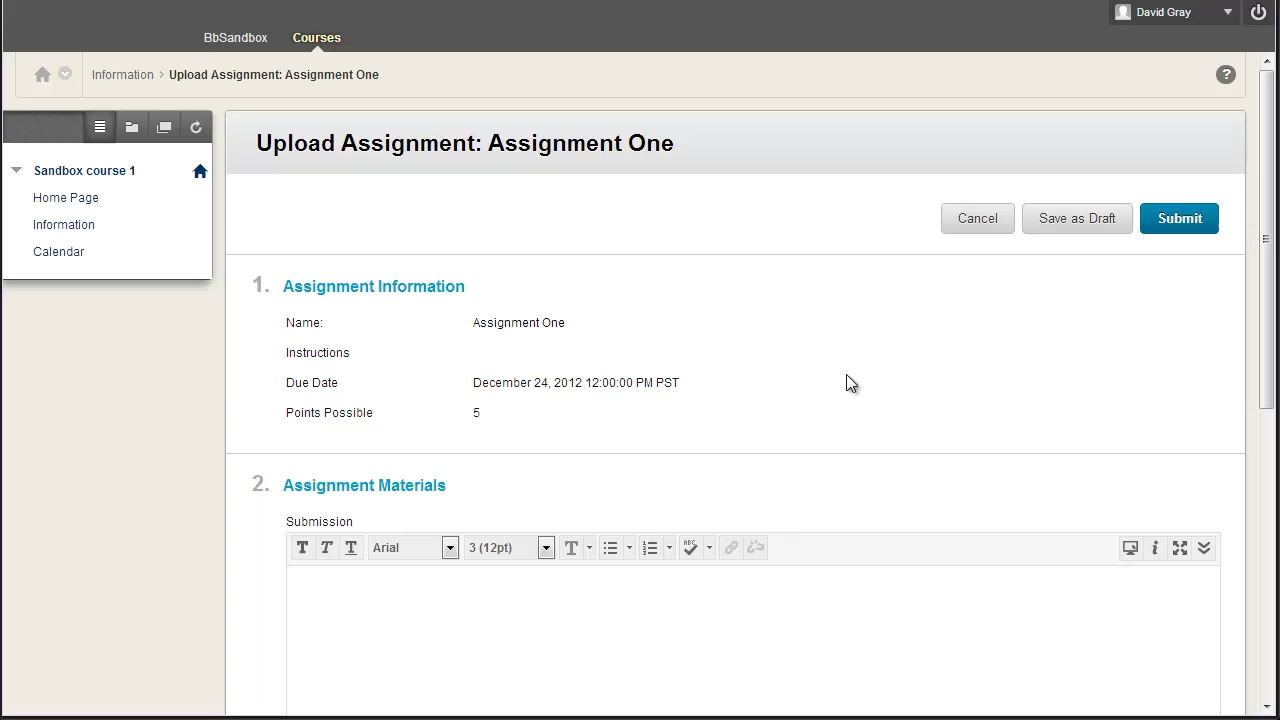 David Gray
BbSandbox Courses
Information > Upload Assignment: Assignment One
?
Upload Assignment: Assignment One
Sandbox course 1
Home Page
Information
Calendar
Cancel Save as Draft Submit
1. Assignment Information
Name: Assignment One
Instructions
Due Date December 24, 2012 12:00:00 PM PST
Points Possible 5
2. Assignment Materials
Submission
T T T Arial 3 (12pt) T ABC i